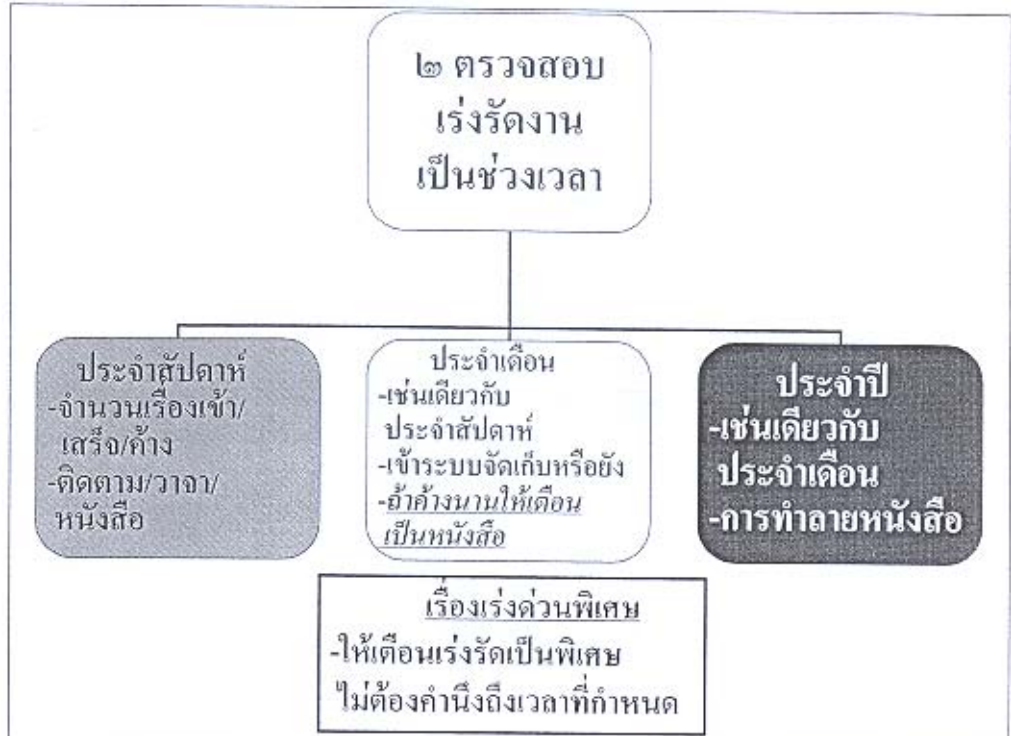 ๒ ตรวจสอบ
เร่งรัดงาน
เป็นช่วงเวลา
ประจำสัปดาห์
-จำนวนเรื่องเข้า/
เสร็จ/ค้าง
-ติดตาม/วาจา/
หนังสือ
ประจำเดือน
-เช่นเดียวกับ
ประจำสัปดาห์
-เข้าระบบจัดเก็บหรือยัง
-ถ้าค้างนานให้เตือน
เป็นหนังสือ
ประจำปี
-เช่นเดียวกับ
ประจำเดือน
-การทำลายหนังสือ
เรื่องเร่งด่วนพิเศษ
-ให้เตือนเร่งรัดเป็นพิเศษ
ไม่ต้องคำนึงถึงเวลาที่กำหนด